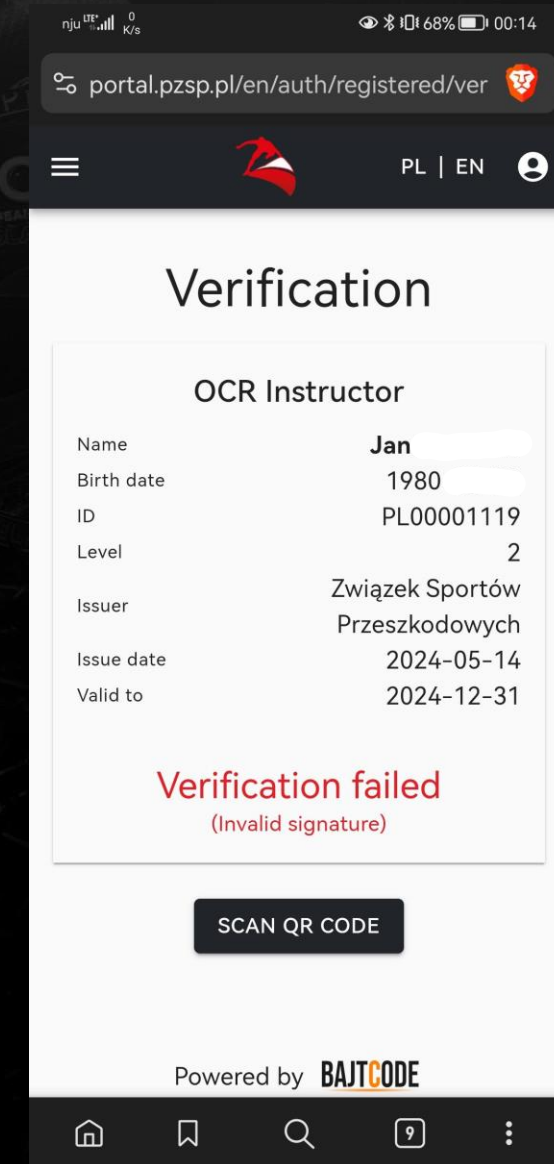 nju LTE+ 0 K/s 68% 00:14
portal.pzsp.pl/en/auth/registered/ver
PL | EN
Verification
OCR Instructor
Name Jan
Birth date 1980
ID PL00001119
Level 2
Issuer Związek Sportów
Przeszkodowych
Issue date 2024-05-14
Valid to 2024-12-31
Verification failed
(Invalid signature)
SCAN QR CODE
Powered by BAJTCODE
9